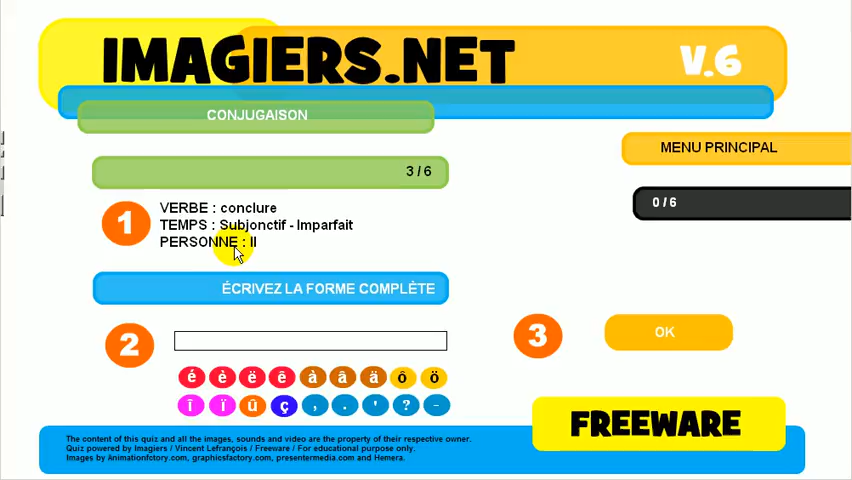 IMAGIERS.NET
V.6
CONJUGAISON
MENU PRINCIPAL
3 / 6
0 / 6
1
VERBE : conclure
TEMPS : Subjonctif - Imparfait
PERSONNE : Il
ÉCRIVEZ LA FORME COMPLÈTE
2
3
OK
é è ë ê à â ä ô ö
î ï û ç , . ' ? -
FREEWARE
The content of this quiz and all the images, sounds and video are the property of their respective owner.
Quiz powered by Imagiers / Vincent Lefrançois / Freeware / For educational purpose only.
Images by Animationfctory.com, graphicsfactory.com, presentermedia.com and Hemera.